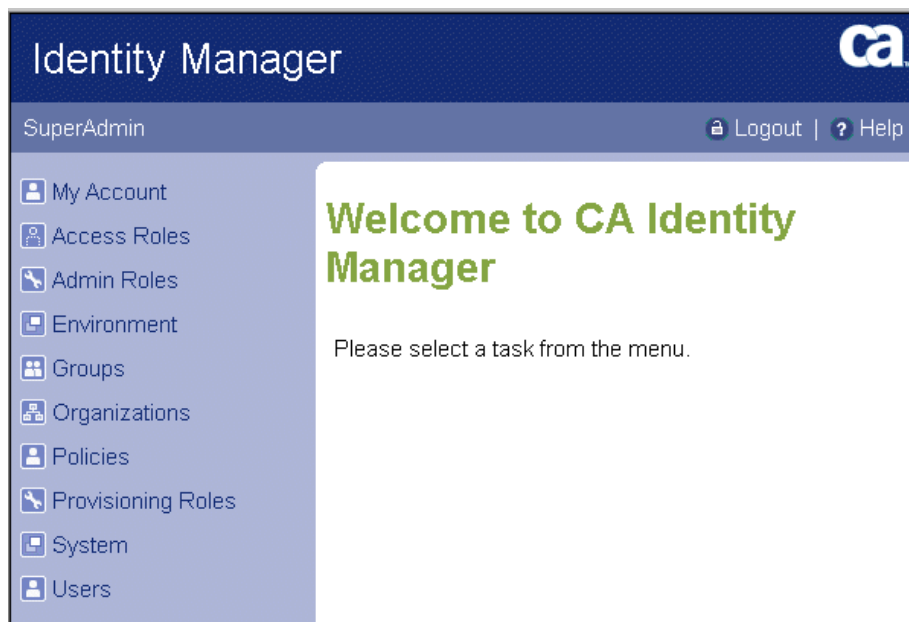 Identity Manager
ca
SuperAdmin
Logout | Help
My Account
Access Roles
Admin Roles
Environment
Groups
Organizations
Policies
Provisioning Roles
System
Users
Welcome to CA Identity
Manager
Please select a task from the menu.